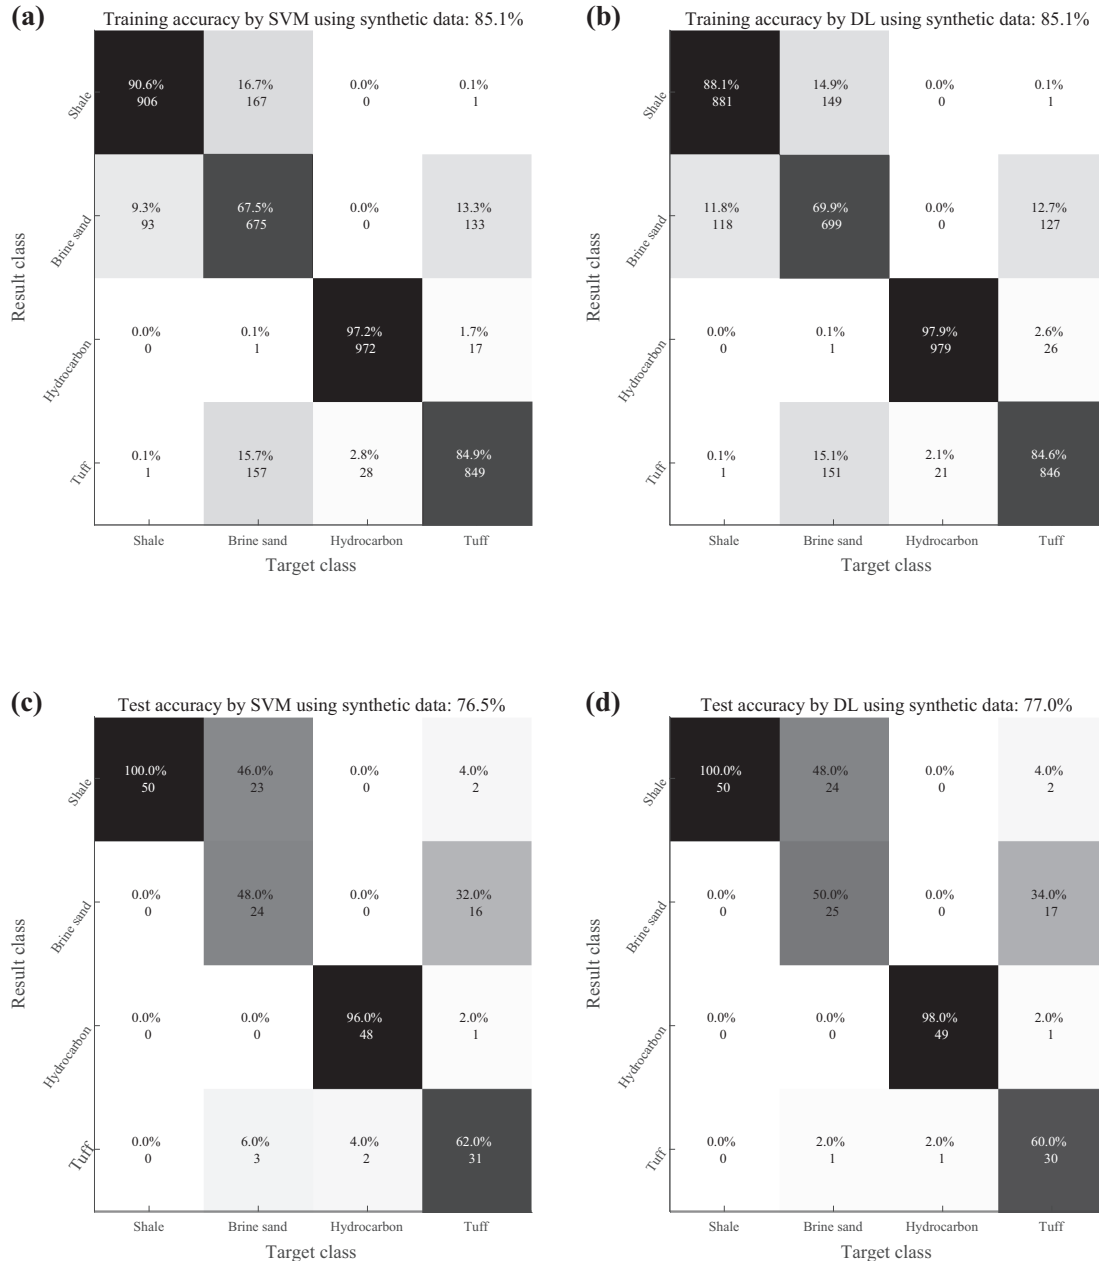 (a) Training accuracy by SVM using synthetic data: 85.1%
Result class
Shale
90.6% 16.7% 0.0% 0.1%
906 167 0 1
Brine sand
9.3% 67.5% 0.0% 13.3%
93 675 0 133
Hydrocarbon
0.0% 0.1% 97.2% 1.7%
0 1 972 17
Tuff
0.1% 15.7% 2.8% 84.9%
1 157 28 849
Shale Brine sand Hydrocarbon Tuff
Target class
(b) Training accuracy by DL using synthetic data: 85.1%
Result class
Shale
88.1% 14.9% 0.0% 0.1%
881 149 0 1
Brine sand
11.8% 69.9% 0.0% 12.7%
118 699 0 127
Hydrocarbon
0.0% 0.1% 97.9% 2.6%
0 1 979 26
Tuff
0.1% 15.1% 2.1% 84.6%
1 151 21 846
Shale Brine sand Hydrocarbon Tuff
Target class
(c) Test accuracy by SVM using synthetic data: 76.5%
Result class
Shale
100.0% 46.0% 0.0% 4.0%
50 23 0 2
Brine sand
0.0% 48.0% 0.0% 32.0%
0 24 0 16
Hydrocarbon
0.0% 0.0% 96.0% 2.0%
0 0 48 1
Tuff
0.0% 6.0% 4.0% 62.0%
0 3 2 31
Shale Brine sand Hydrocarbon Tuff
Target class
(d) Test accuracy by DL using synthetic data: 77.0%
Result class
Shale
100.0% 48.0% 0.0% 4.0%
50 24 0 2
Brine sand
0.0% 50.0% 0.0% 34.0%
0 25 0 17
Hydrocarbon
0.0% 0.0% 98.0% 2.0%
0 0 49 1
Tuff
0.0% 2.0% 2.0% 60.0%
0 1 1 30
Shale Brine sand Hydrocarbon Tuff
Target class